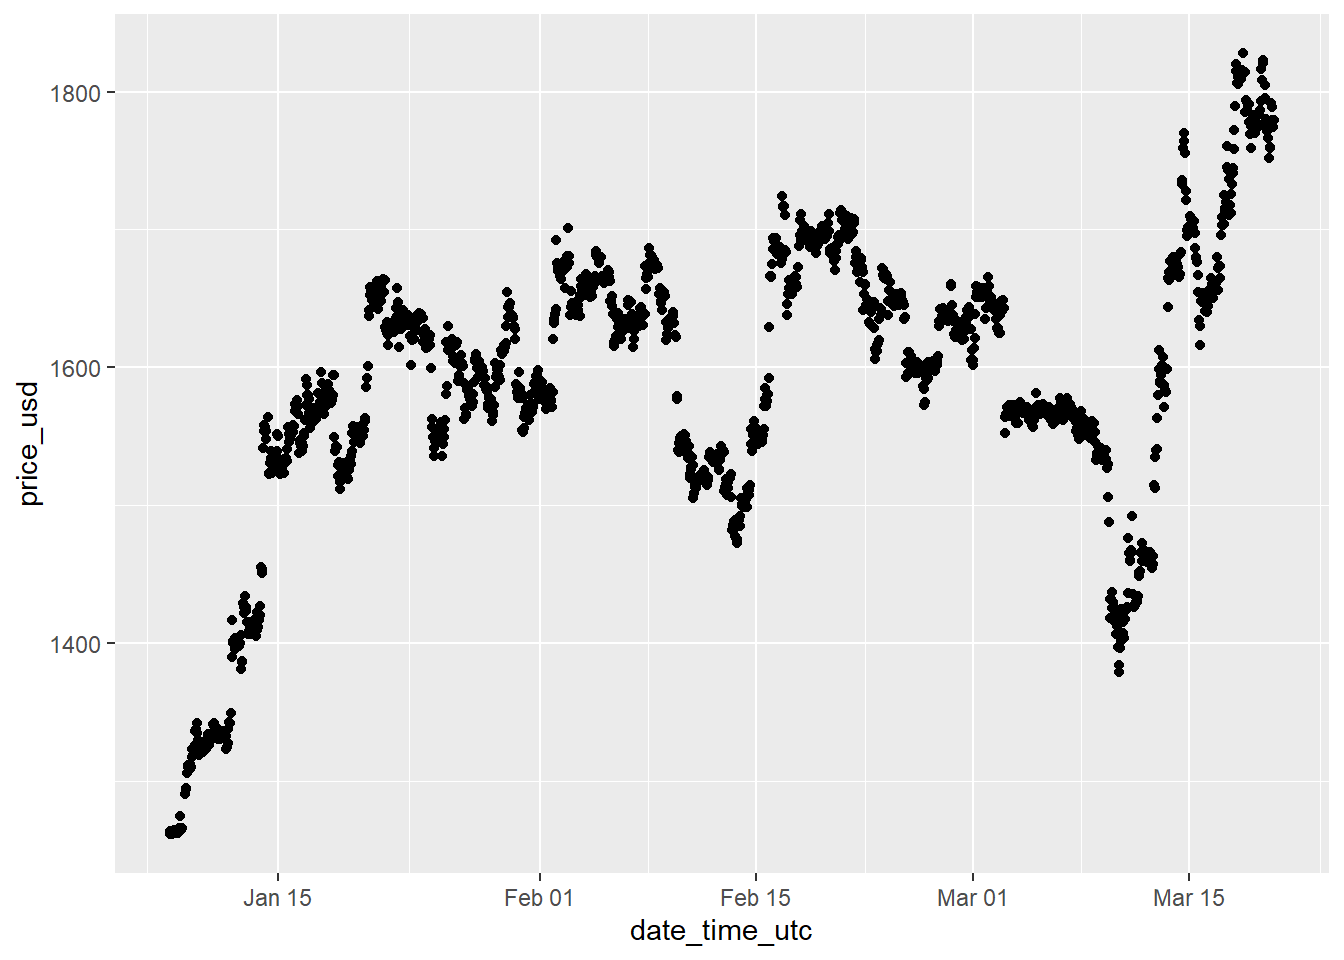 1800
1600
1400
price_usd
Jan 15
Feb 01
Feb 15
Mar 01
Mar 15
date_time_utc